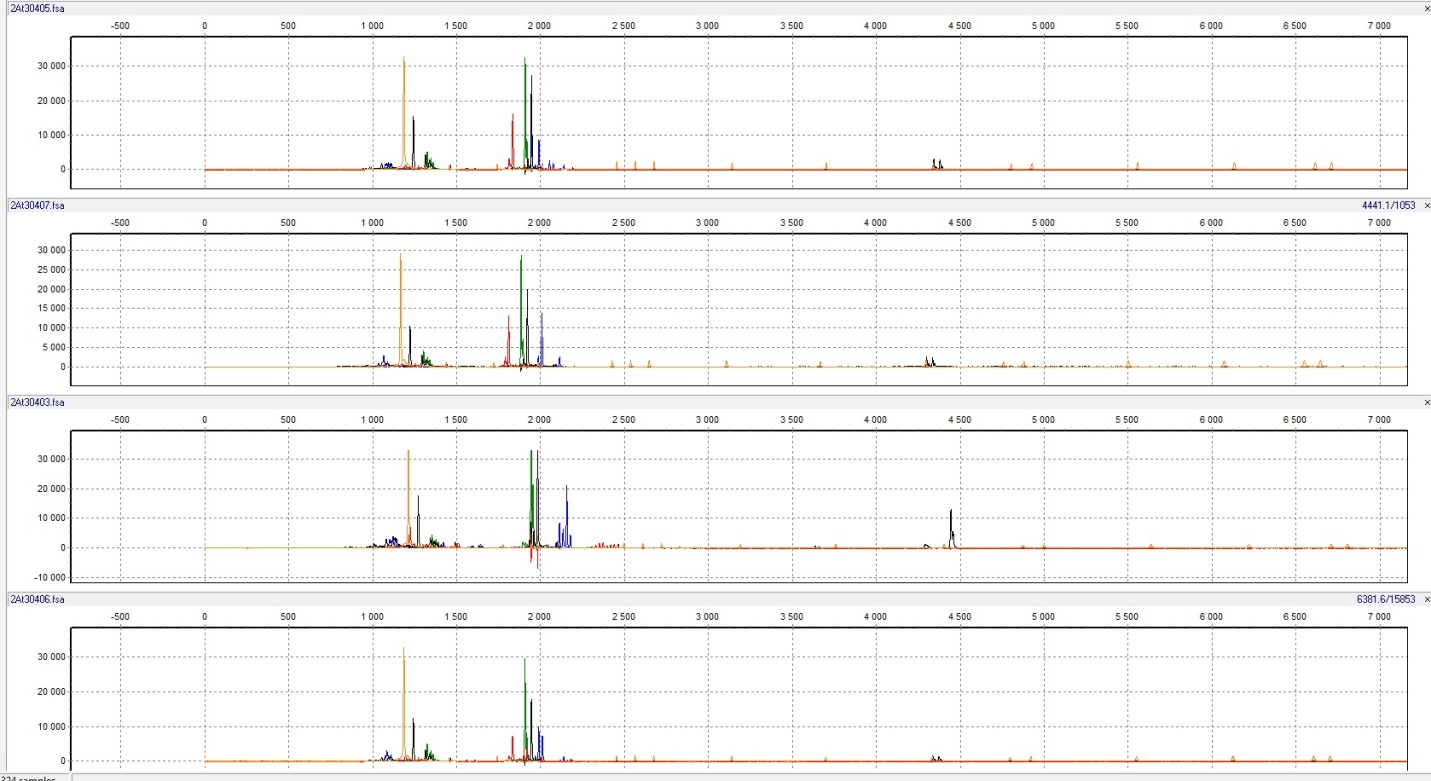 2At30405.fsa ×
-500 0 500 1 000 1 500 2 000 2 500 3 000 3 500 4 000 4 500 5 000 5 500 6 000 6 500 7 000
30 000
20 000
10 000
0
2At30407.fsa 4441.1/1053 ×
-500 0 500 1 000 1 500 2 000 2 500 3 000 3 500 4 000 4 500 5 000 5 500 6 000 6 500 7 000
30 000
25 000
20 000
15 000
10 000
5 000
0
2At30403.fsa ×
-500 0 500 1 000 1 500 2 000 2 500 3 000 3 500 4 000 4 500 5 000 5 500 6 000 6 500 7 000
30 000
20 000
10 000
0
-10 000
2At30406.fsa 6381.6/15853 ×
-500 0 500 1 000 1 500 2 000 2 500 3 000 3 500 4 000 4 500 5 000 5 500 6 000 6 500 7 000
30 000
20 000
10 000
0
324 samples